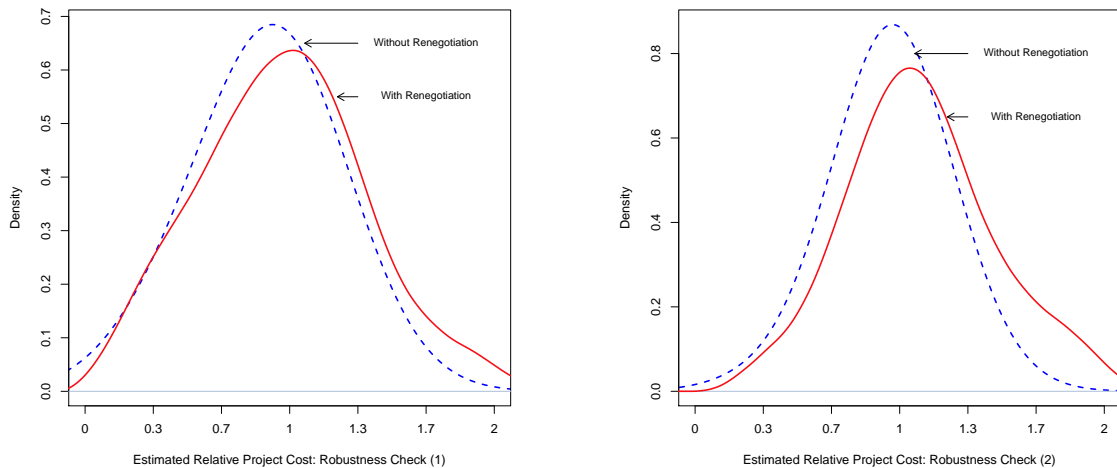 0.7
0.6
0.5
0.4
0.3
0.2
0.1
0.0
Density
Without Renegotiation
With Renegotiation
0 0.3 0.7 1 1.3 1.7 2
Estimated Relative Project Cost: Robustness Check (1)
0.8
0.6
0.4
0.2
0.0
Density
Without Renegotiation
With Renegotiation
0 0.3 0.7 1 1.3 1.7 2
Estimated Relative Project Cost: Robustness Check (2)